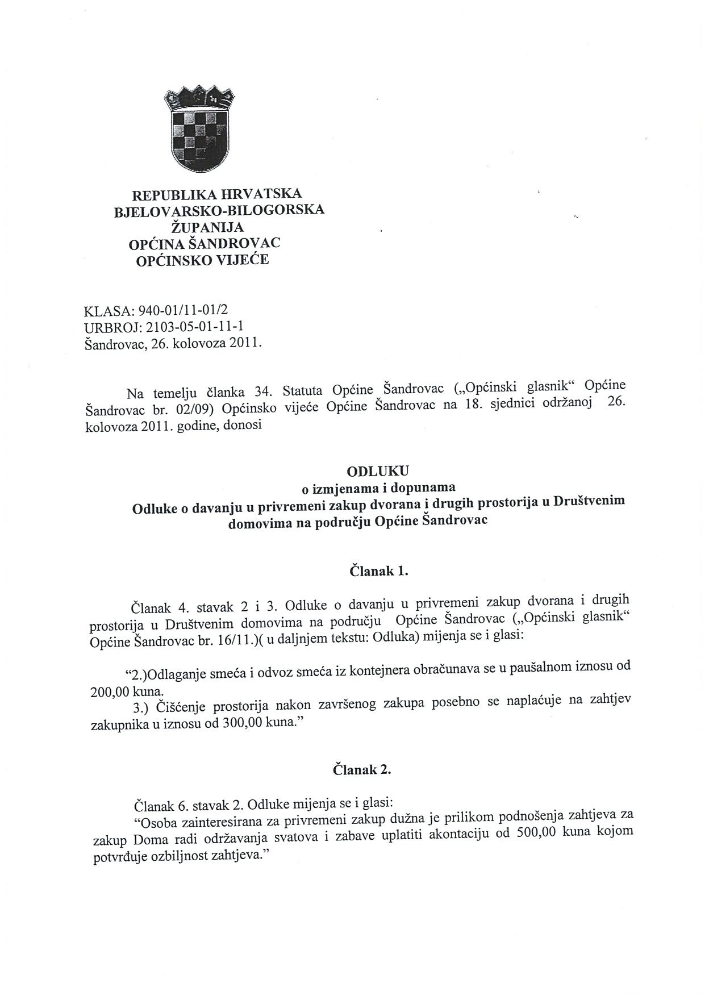 REPUBLIKA HRVATSKA
BJELOVARSKO-BILOGORSKA
ŽUPANIJA
OPĆINA ŠANDROVAC
OPĆINSKO VIJEĆE
KLASA: 940-01/11-01/2
URBROJ: 2103-05-01-11-1
Šandrovac, 26. kolovoza 2011.
Na temelju članka 34. Statuta Općine Šandrovac („Općinski glasnik“ Općine
Šandrovac br. 02/09) Općinsko vijeće Općine Šandrovac na 18. sjednici održanoj 26.
kolovoza 2011. godine, donosi
ODLUKU
o izmjenama i dopunama
Odluke o davanju u privremeni zakup dvorana i drugih prostorija u Društvenim
domovima na području Općine Šandrovac
Članak 1.
Članak 4. stavak 2 i 3. Odluke o davanju u privremeni zakup dvorana i drugih
prostorija u Društvenim domovima na području Općine Šandrovac („Općinski glasnik“
Općine Šandrovac br. 16/11.)( u daljnjem tekstu: Odluka) mijenja se i glasi:
“2.)Odlaganje smeća i odvoz smeća iz kontejnera obračunava se u paušalnom iznosu od
200,00 kuna.
3.) Čišćenje prostorija nakon završenog zakupa posebno se naplaćuje na zahtjev
zakupnika u iznosu od 300,00 kuna.”
Članak 2.
Članak 6. stavak 2. Odluke mijenja se i glasi:
“Osoba zainteresirana za privremeni zakup dužna je prilikom podnošenja zahtjeva za
zakup Doma radi održavanja svatova i zabave uplatiti akontaciju od 500,00 kuna kojom
potvrđuje ozbiljnost zahtjeva.”